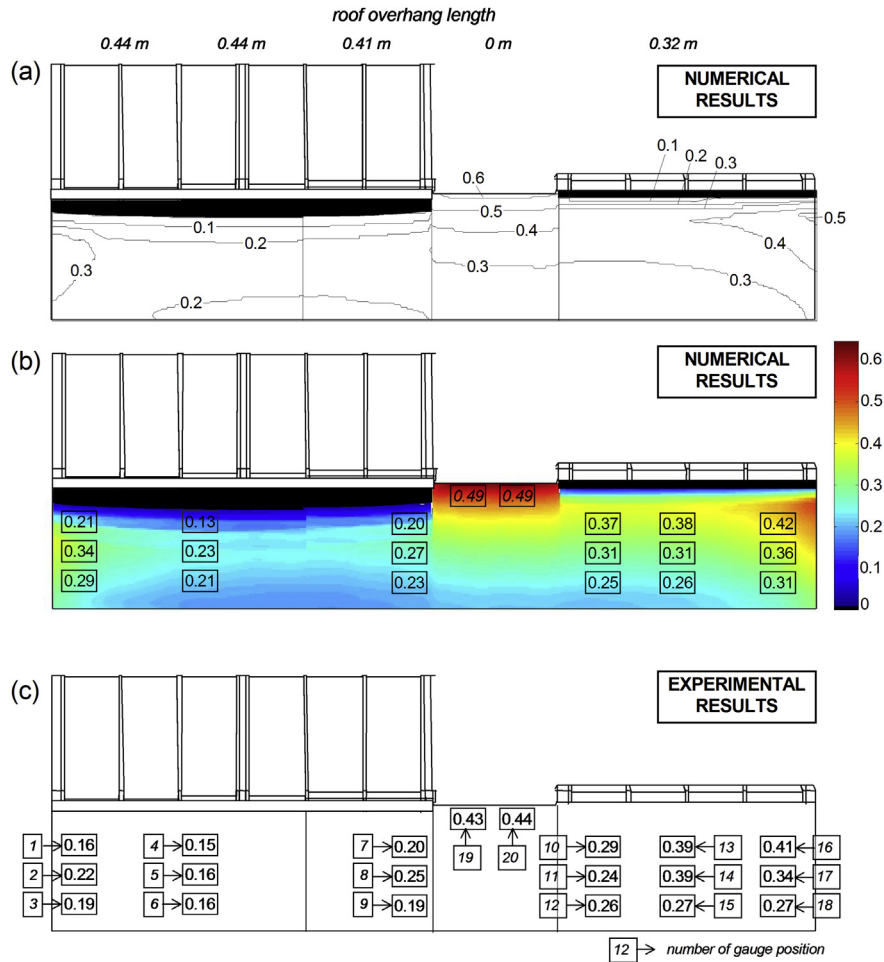 roof overhang length
0.44 m 0.44 m 0.41 m 0 m 0.32 m
(a)
NUMERICAL
RESULTS
0.1
0.2
0.3
0.6
0.5
0.5
0.1
0.4
0.2
0.4
0.3
0.3
0.3
0.2
(b)
NUMERICAL
RESULTS
0.6
0.5
0.4
0.3
0.2
0.1
0
0.49 0.49
0.21 0.13 0.20 0.37 0.38 0.42
0.34 0.23 0.27 0.31 0.31 0.36
0.29 0.21 0.23 0.25 0.26 0.31
(c)
EXPERIMENTAL
RESULTS
0.43 0.44
19 20
1 0.16 4 0.15 7 0.20 10 0.29 0.39 13 0.41 16
2 0.22 5 0.16 8 0.25 11 0.24 0.39 14 0.34 17
3 0.19 6 0.16 9 0.19 12 0.26 0.27 15 0.27 18
12 number of gauge position